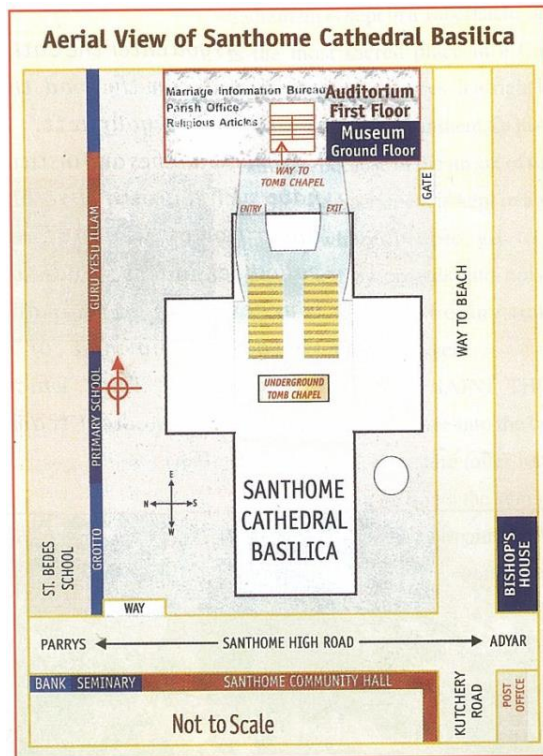 Aerial View of Santhome Cathedral Basilica
Marriage Information Bureau
Parish Office
Religious Articles
Auditorium
First Floor
Museum
Ground Floor
WAY TO
TOMB CHAPEL
ENTRY
EXIT
GATE
GURU YESU ILLAM
WAY TO BEACH
PRIMARY SCHOOL
UNDERGROUND
TOMB CHAPEL
E
N
S
W
SANTHOME
CATHEDRAL
BASILICA
GROTTO
ST. BEDES
SCHOOL
BISHOP'S
HOUSE
WAY
PARRYS
SANTHOME HIGH ROAD
ADYAR
BANK
SEMINARY
SANTHOME COMMUNITY HALL
KUTCHERY
ROAD
POST
OFFICE
Not to Scale